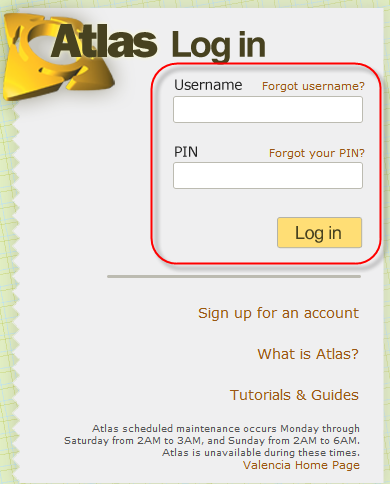 Atlas Log in
Username Forgot username?
PIN Forgot your PIN?
Log in
Sign up for an account
What is Atlas?
Tutorials & Guides
Atlas scheduled maintenance occurs Monday through
Saturday from 2AM to 3AM, and Sunday from 2AM to 6AM.
Atlas is unavailable during these times.
Valencia Home Page